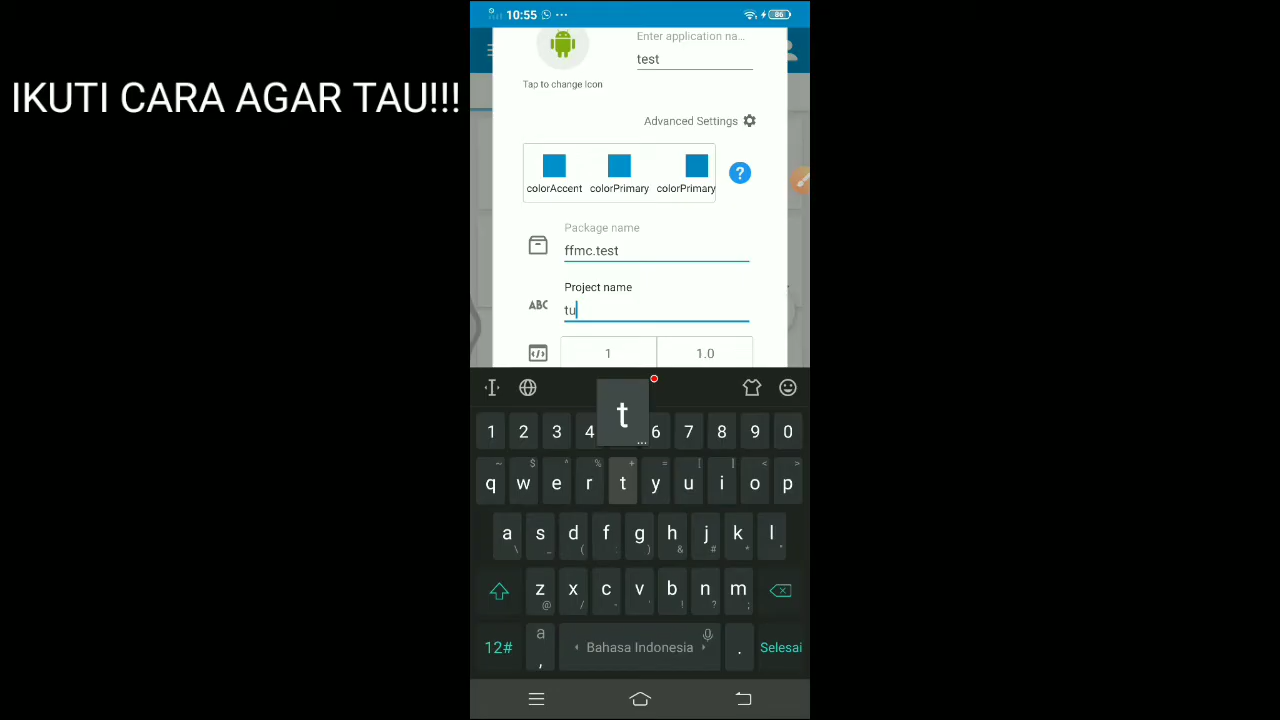 10:55
86
IKUTI CARA AGAR TAU!!!
Enter application na...
test
Tap to change Icon
Advanced Settings
?
colorAccent colorPrimary colorPrimary
Package name
ffmc.test
ABC
Project name
tu
1 1.0
t
...
1 2 3 4 6 7 8 9 0
~ $ ^ % + = [ ] < >
q w e r t y u i o p
a s d f g h j k l
\ _ ( : ) & # * "
z x c v b n m
@ / - ' ! ? ;
12# a , Bahasa Indonesia . Selesai